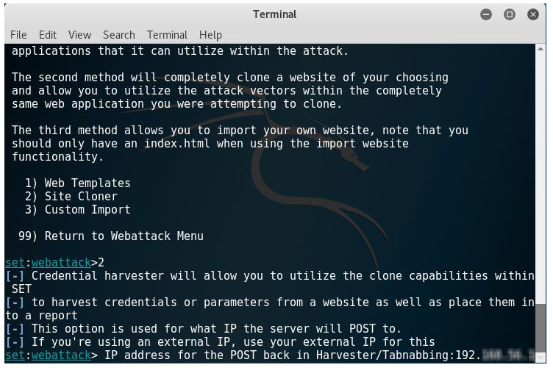 Terminal
File Edit View Search Terminal Help
applications that it can utilize within the attack.
The second method will completely clone a website of your choosing
and allow you to utilize the attack vectors within the completely
same web application you were attempting to clone.
The third method allows you to import your own website, note that you
should only have an index.html when using the import website
functionality.
1) Web Templates
2) Site Cloner
3) Custom Import
99) Return to Webattack Menu
set:webattack>2
[-] Credential harvester will allow you to utilize the clone capabilities within
SET
[-] to harvest credentials or parameters from a website as well as place them in
to a report
[-] This option is used for what IP the server will POST to.
[-] If you're using an external IP, use your external IP for this
set:webattack> IP address for the POST back in Harvester/Tabnabbing:192.